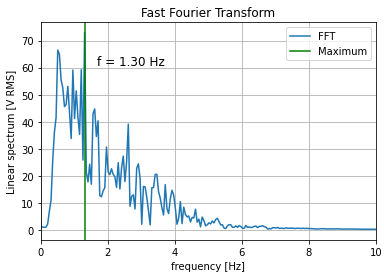 Fast Fourier Transform
70
60
50
40
30
20
10
0
Linear spectrum [V RMS]
f = 1.30 Hz
FFT
Maximum
0 2 4 6 8 10
frequency [Hz]